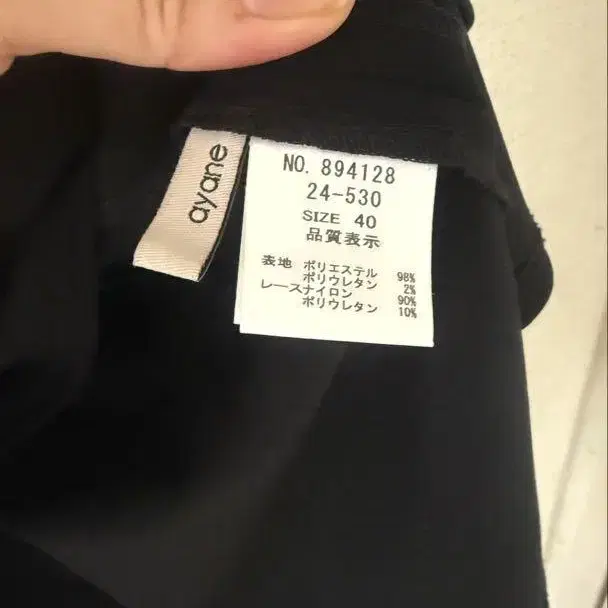 ayane
NO. 894128
24-530
SIZE 40
品質表示
表地 ポリエステル 98%
ポリウレタン 2%
レースナイロン 90%
ポリウレタン 10%